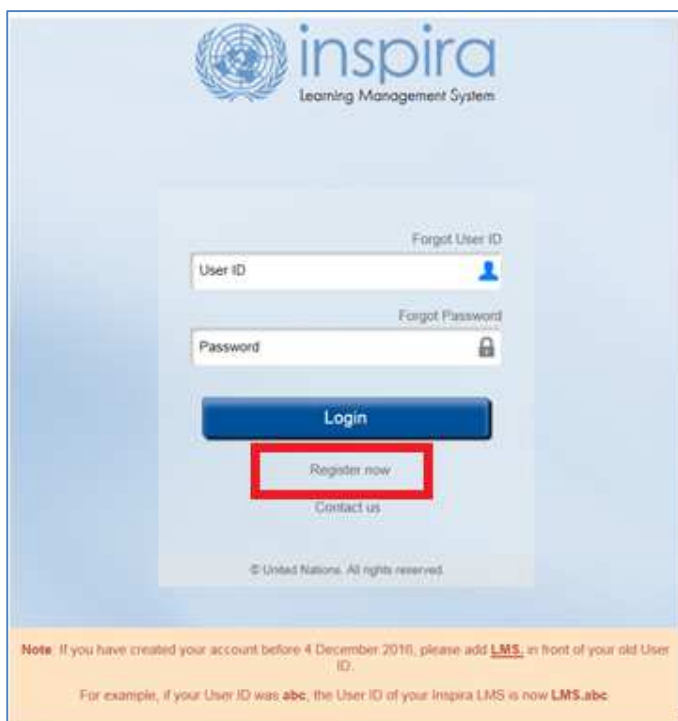 inspira
Learning Management System
Forgot User ID
User ID
Forgot Password
Password
Login
Register now
Contact us
© United Nations. All rights reserved.
Note: If you have created your account before 4 December 2016, please add LMS. in front of your old User
ID.
For example, if your User ID was abc, the User ID of your Inspira LMS is now LMS.abc